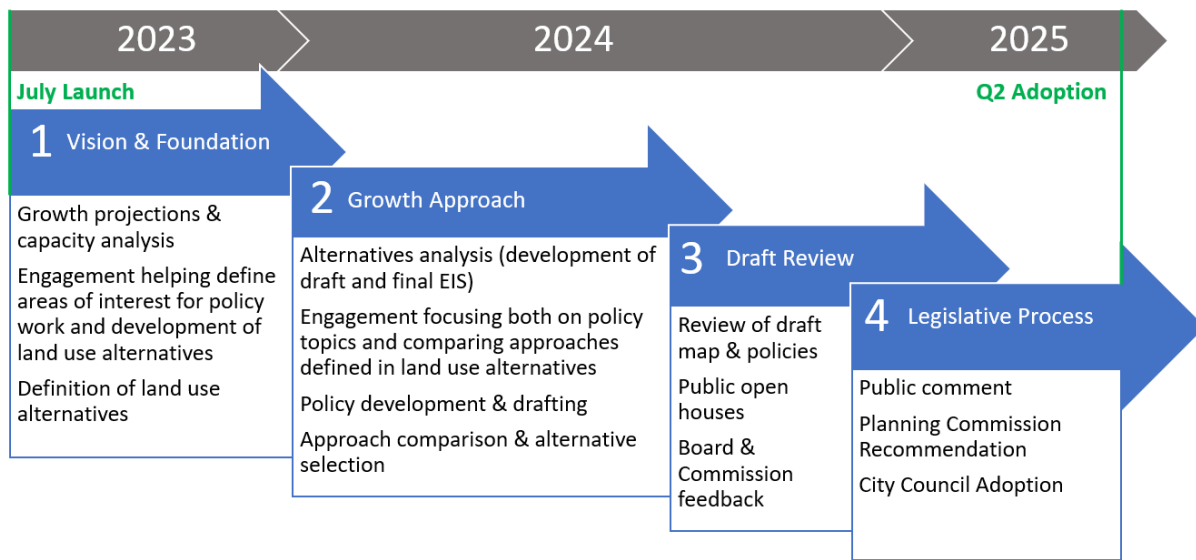 2023
2024
2025
July Launch
Q2 Adoption
1 Vision & Foundation
Growth projections &
capacity analysis
Engagement helping define
areas of interest for policy
work and development of
land use alternatives
Definition of land use
alternatives
2 Growth Approach
Alternatives analysis (development of
draft and final EIS)
Engagement focusing both on policy
topics and comparing approaches
defined in land use alternatives
Policy development & drafting
Approach comparison & alternative
selection
3 Draft Review
Review of draft
map & policies
Public open
houses
Board &
Commission
feedback
4 Legislative Process
Public comment
Planning Commission
Recommendation
City Council Adoption